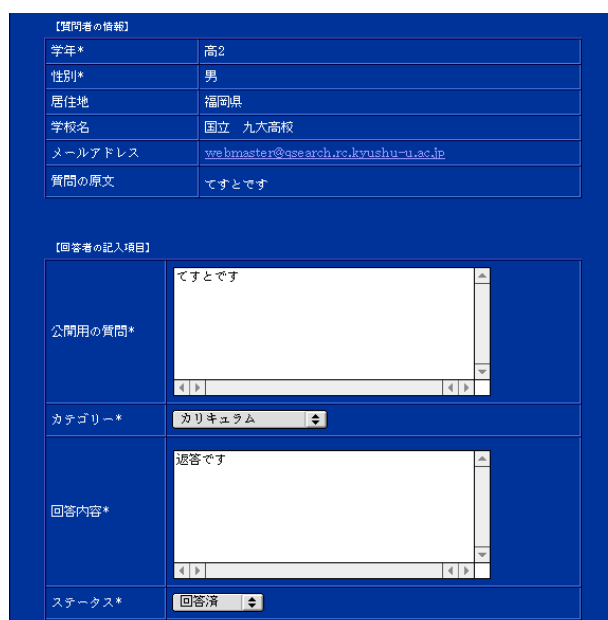 【質問者の情報】
学年* 高2
性別* 男
居住地 福岡県
学校名 国立　九大高校
メールアドレス webmaster@qsearch.rc.kyushu-u.ac.jp
質問の原文 てすとです
【回答者の記入項目】
公開用の質問* てすとです
カテゴリー* カリキュラム
回答内容* 返答です
ステータス* 回答済